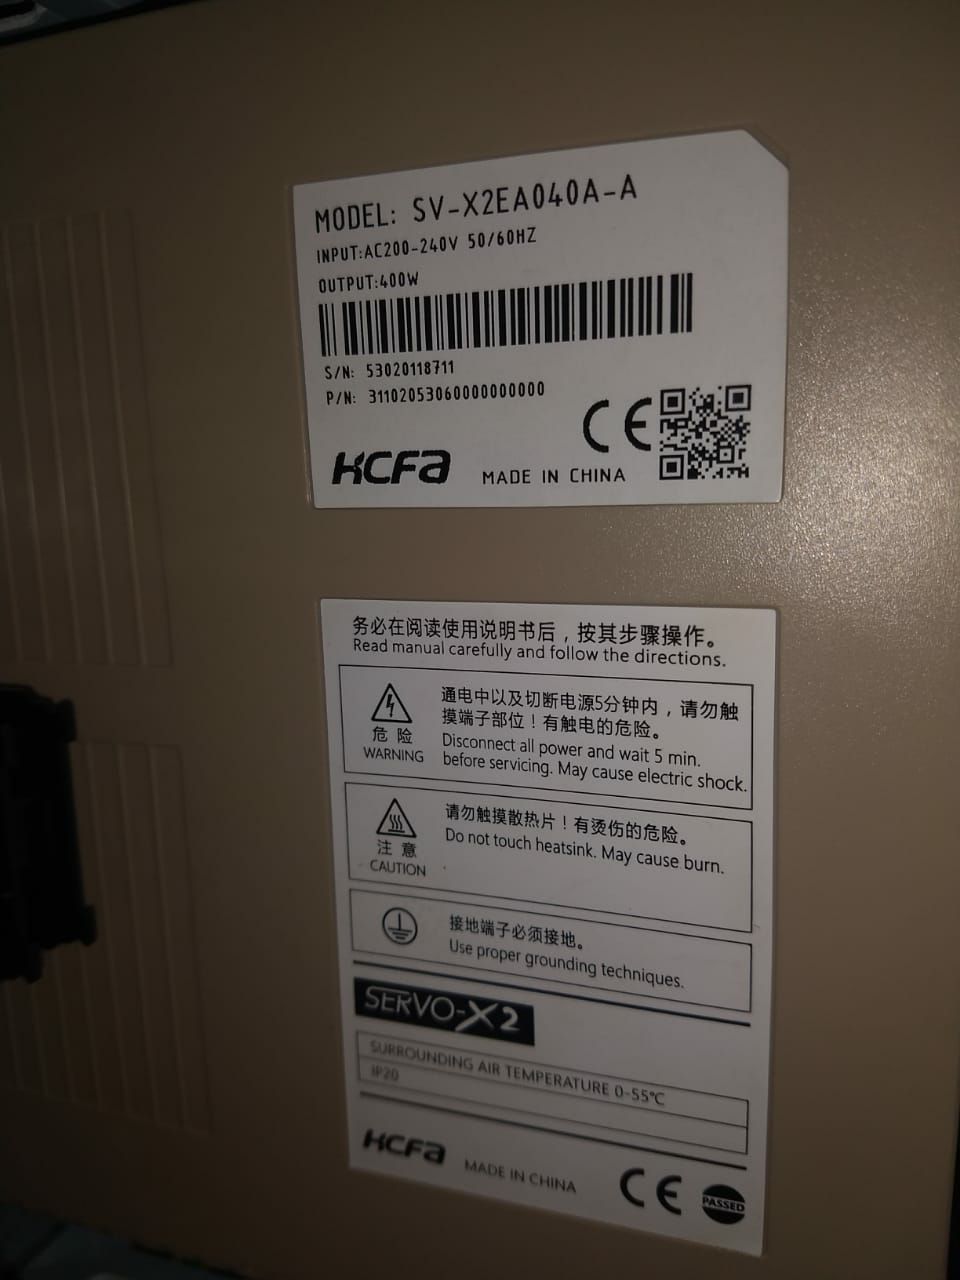 MODEL: SV-X2EA040A-A
INPUT:AC200-240V 50/60HZ
OUTPUT:400W
S/N: 53020118711
P/N: 31102053060000000000
CE
HCFa
MADE IN CHINA
务必在阅读使用说明书后，按其步骤操作。
Read manual carefully and follow the directions.
危 险
WARNING
通电中以及切断电源5分钟内，请勿触
摸端子部位！有触电的危险。
Disconnect all power and wait 5 min.
before servicing. May cause electric shock.
注 意
CAUTION
请勿触摸散热片！有烫伤的危险。
Do not touch heatsink. May cause burn.
接地端子必须接地。
Use proper grounding techniques.
SERVO-X2
SURROUNDING AIR TEMPERATURE 0-55℃
IP20
HCFa
MADE IN CHINA
CE
PASSED